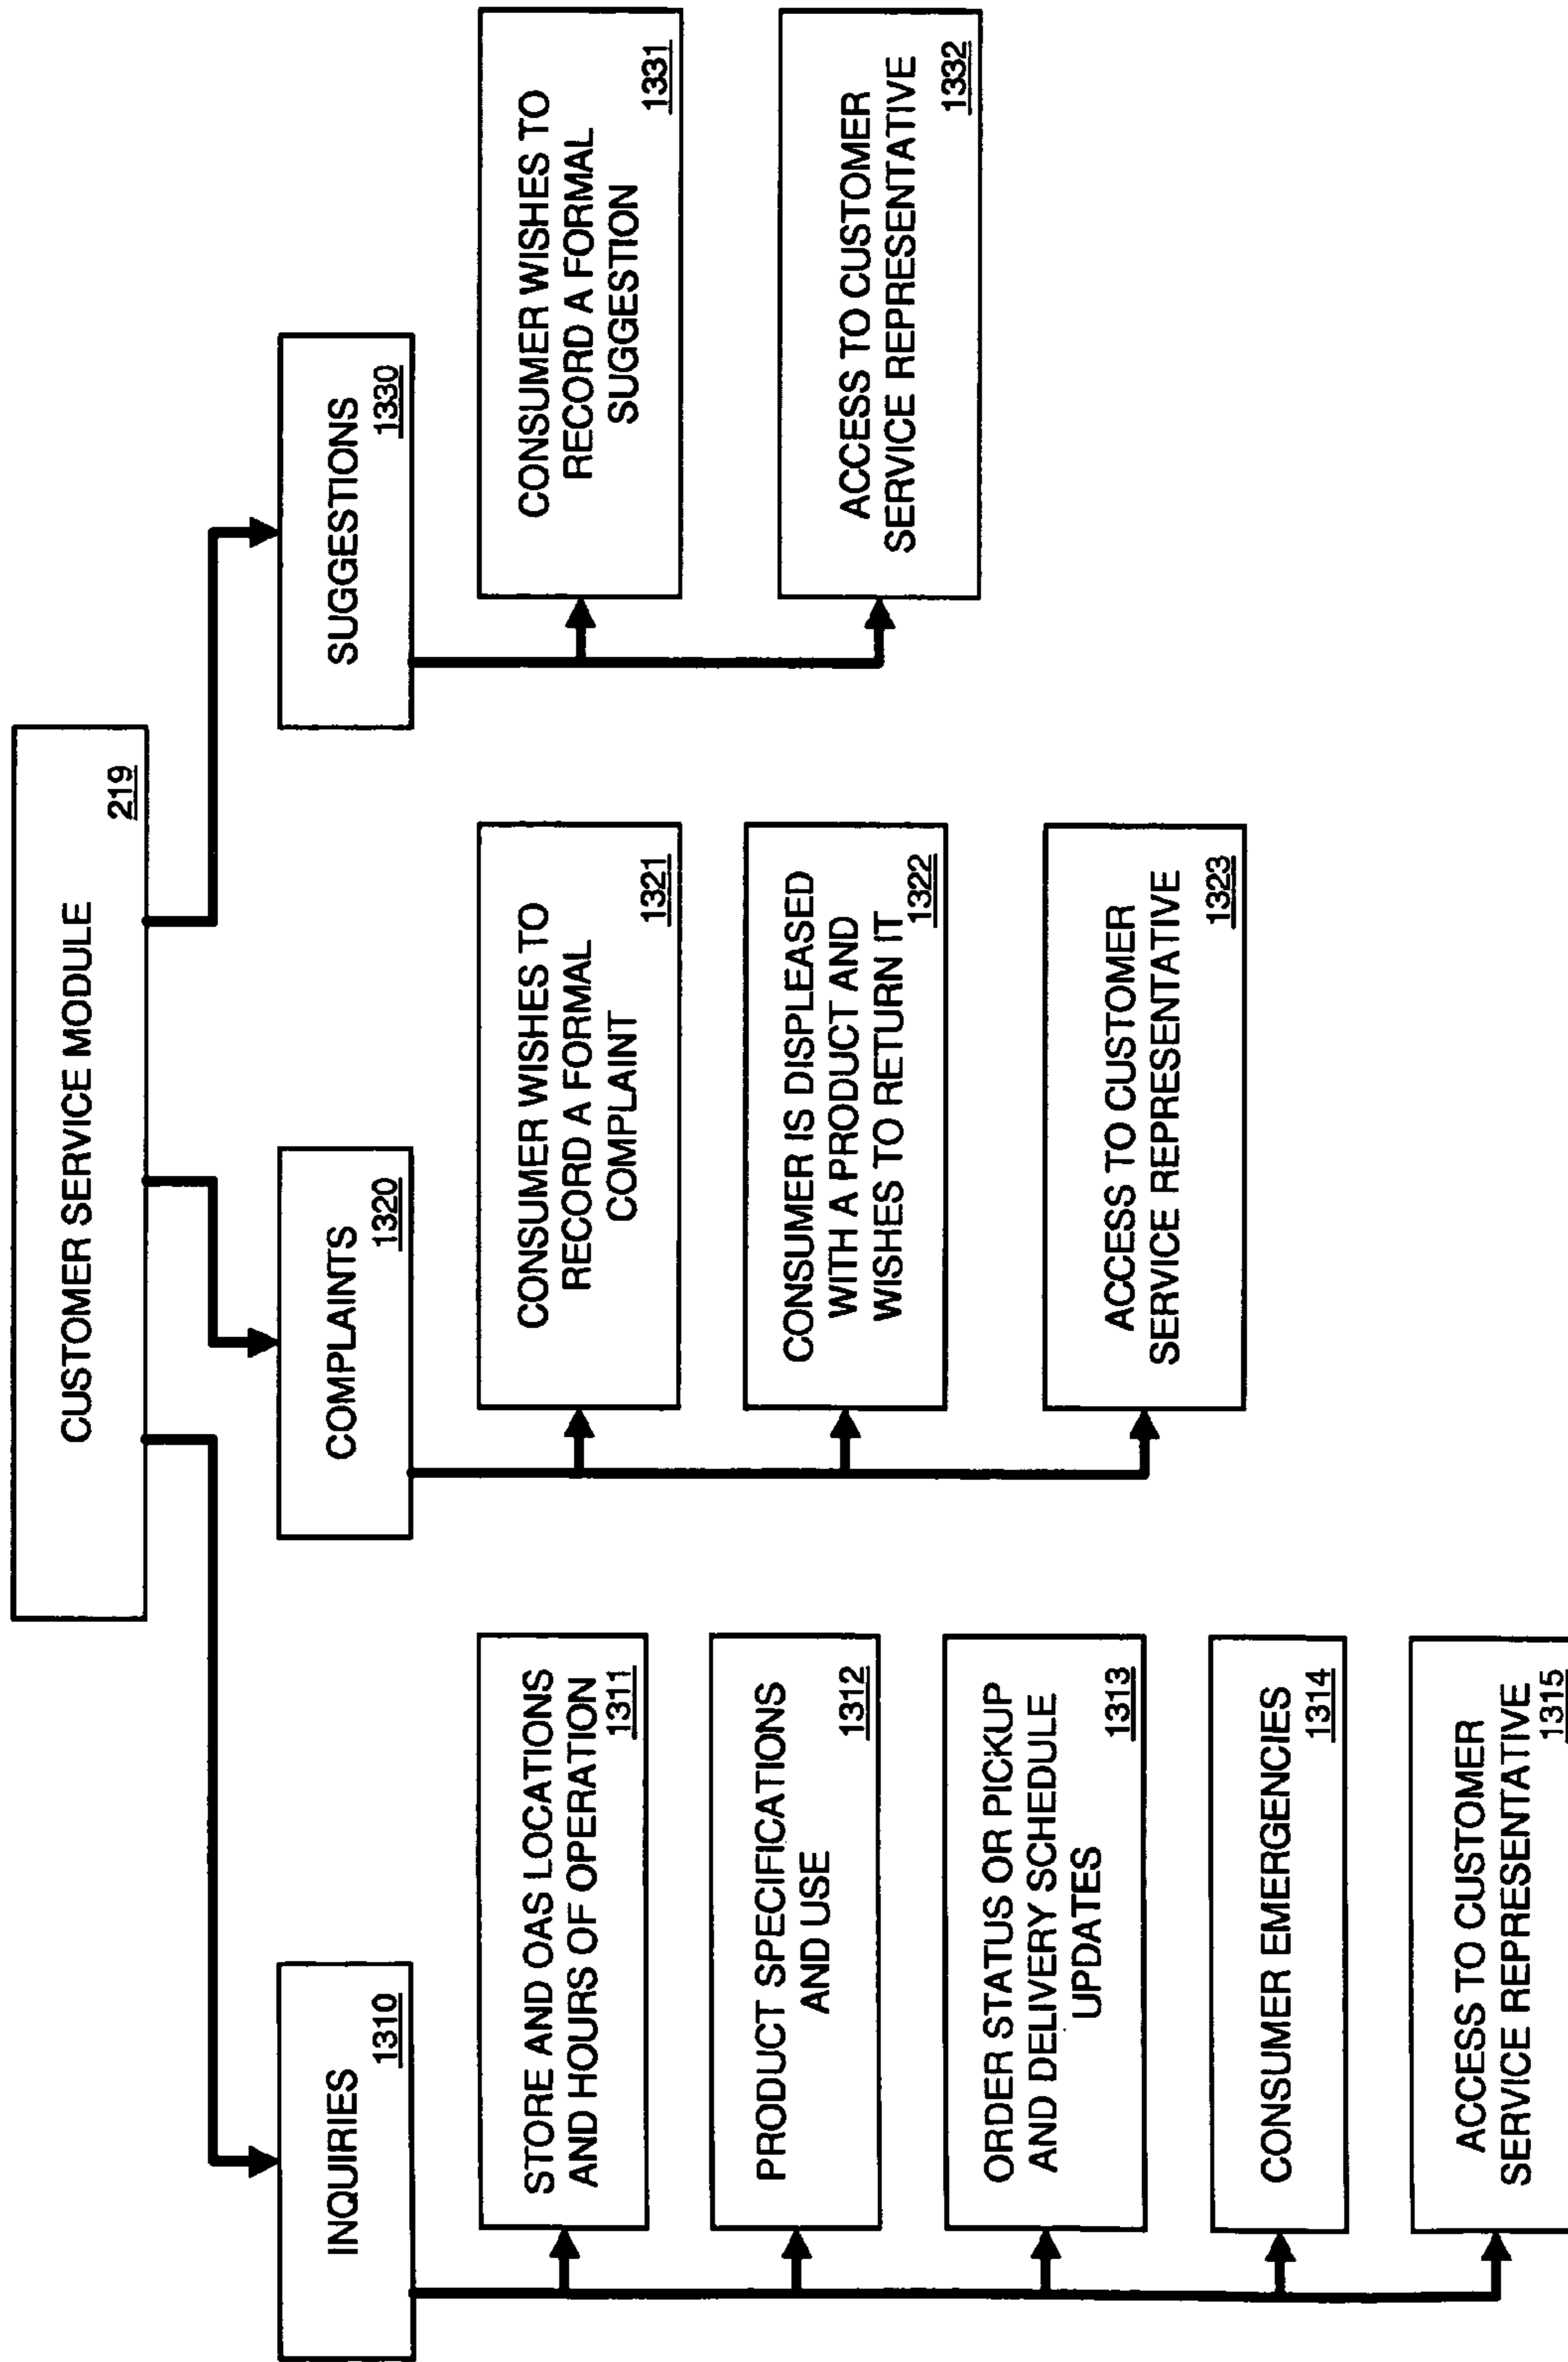 CUSTOMER SERVICE MODULE
219
INQUIRIES
1310
STORE AND OAS LOCATIONS
AND HOURS OF OPERATION
1311
PRODUCT SPECIFICATIONS
AND USE
1312
ORDER STATUS OR PICKUP
AND DELIVERY SCHEDULE
UPDATES
1313
CONSUMER EMERGENCIES
1314
ACCESS TO CUSTOMER
SERVICE REPRESENTATIVE
1315
COMPLAINTS
1320
CONSUMER WISHES TO
RECORD A FORMAL
COMPLAINT
1321
CONSUMER IS DISPLEASED
WITH A PRODUCT AND
WISHES TO RETURN IT
1322
ACCESS TO CUSTOMER
SERVICE REPRESENTATIVE
1323
SUGGESTIONS
1330
CONSUMER WISHES TO
RECORD A FORMAL
SUGGESTION
1331
ACCESS TO CUSTOMER
SERVICE REPRESENTATIVE
1332